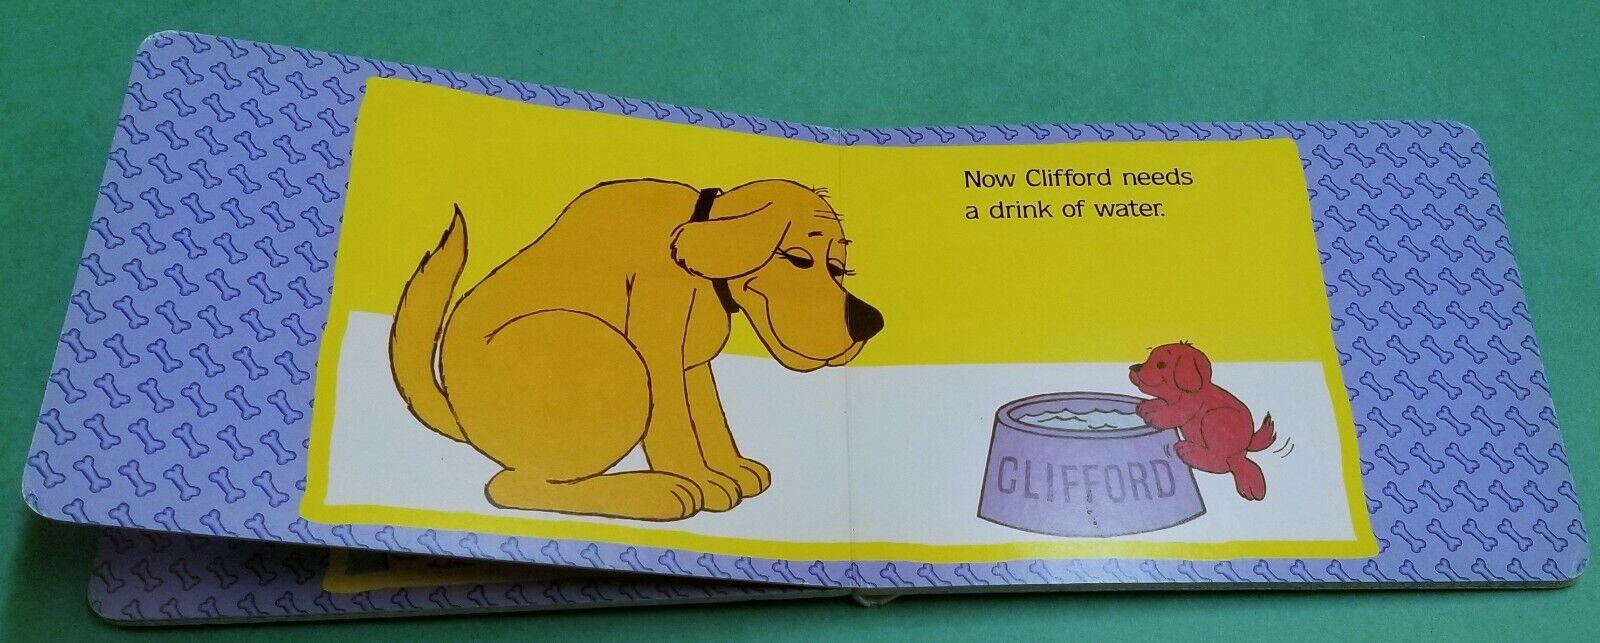 Now Clifford needs
a drink of water.
CLIFFORD